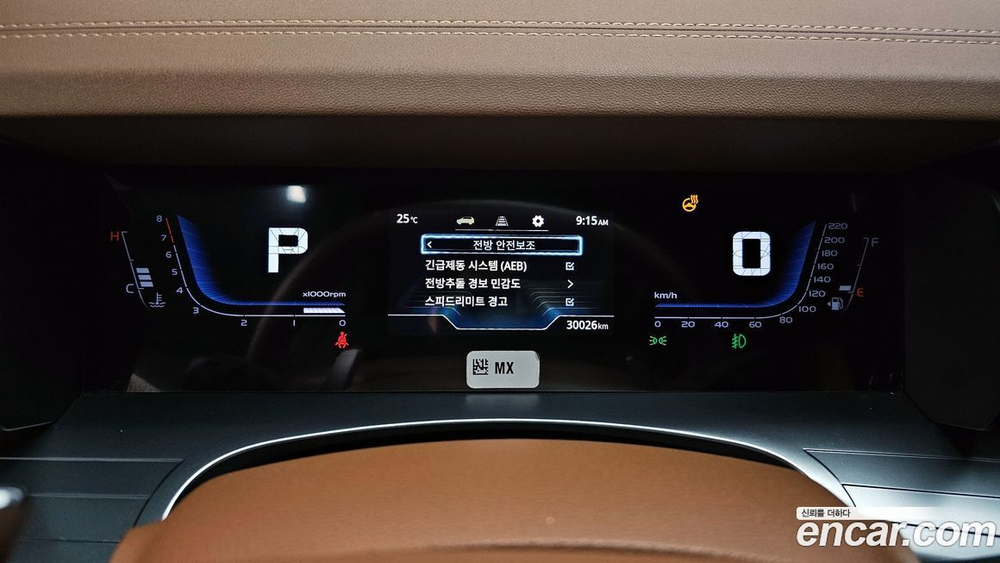 25℃
9:15AM
H
C
8
7
6
5
4
3
2
1
0
x1000rpm
P
전방 안전보조
긴급제동 시스템 (AEB)
전방추돌 경보 민감도
스피드리미트 경고
30026km
0
km/h
0
20
40
60
80
100
120
140
160
180
200
220
F
E
MX
신뢰를 더하다
encar.com